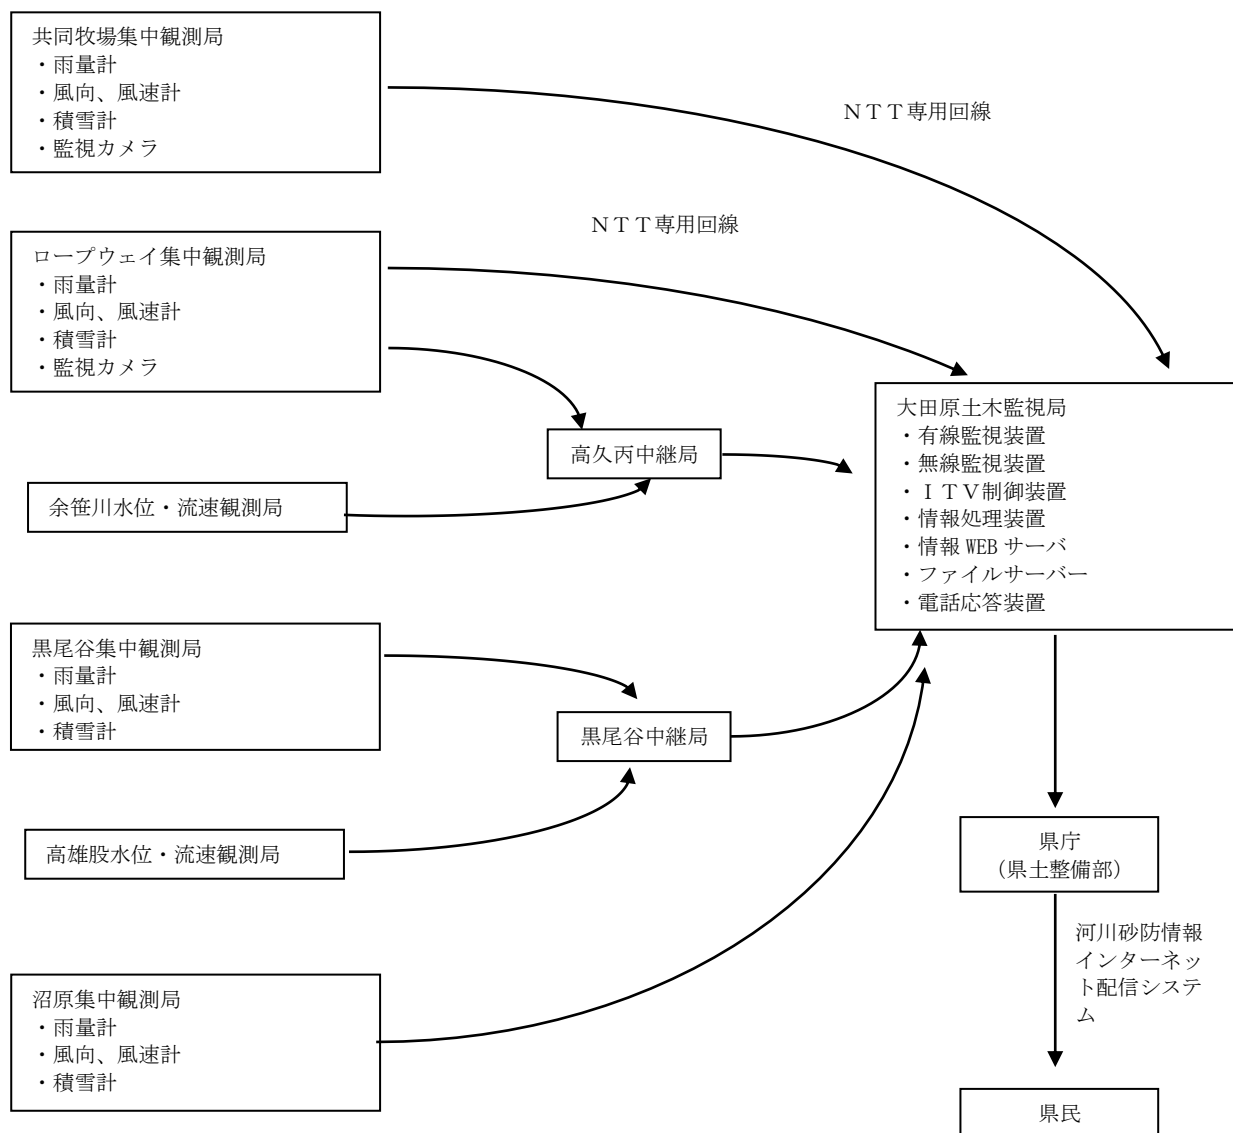 共同牧場集中観測局
・雨量計
・風向、風速計
・積雪計
・監視カメラ
ＮＴＴ専用回線
ロープウェイ集中観測局
・雨量計
・風向、風速計
・積雪計
・監視カメラ
ＮＴＴ専用回線
高久丙中継局
余笹川水位・流速観測局
大田原土木監視局
・有線監視装置
・無線監視装置
・ＩＴＶ制御装置
・情報処理装置
・情報 WEB サーバ
・ファイルサーバー
・電話応答装置
黒尾谷集中観測局
・雨量計
・風向、風速計
・積雪計
黒尾谷中継局
高雄股水位・流速観測局
県庁
（県土整備部）
河川砂防情報
インターネッ
ト配信システ
ム
沼原集中観測局
・雨量計
・風向、風速計
・積雪計
県民